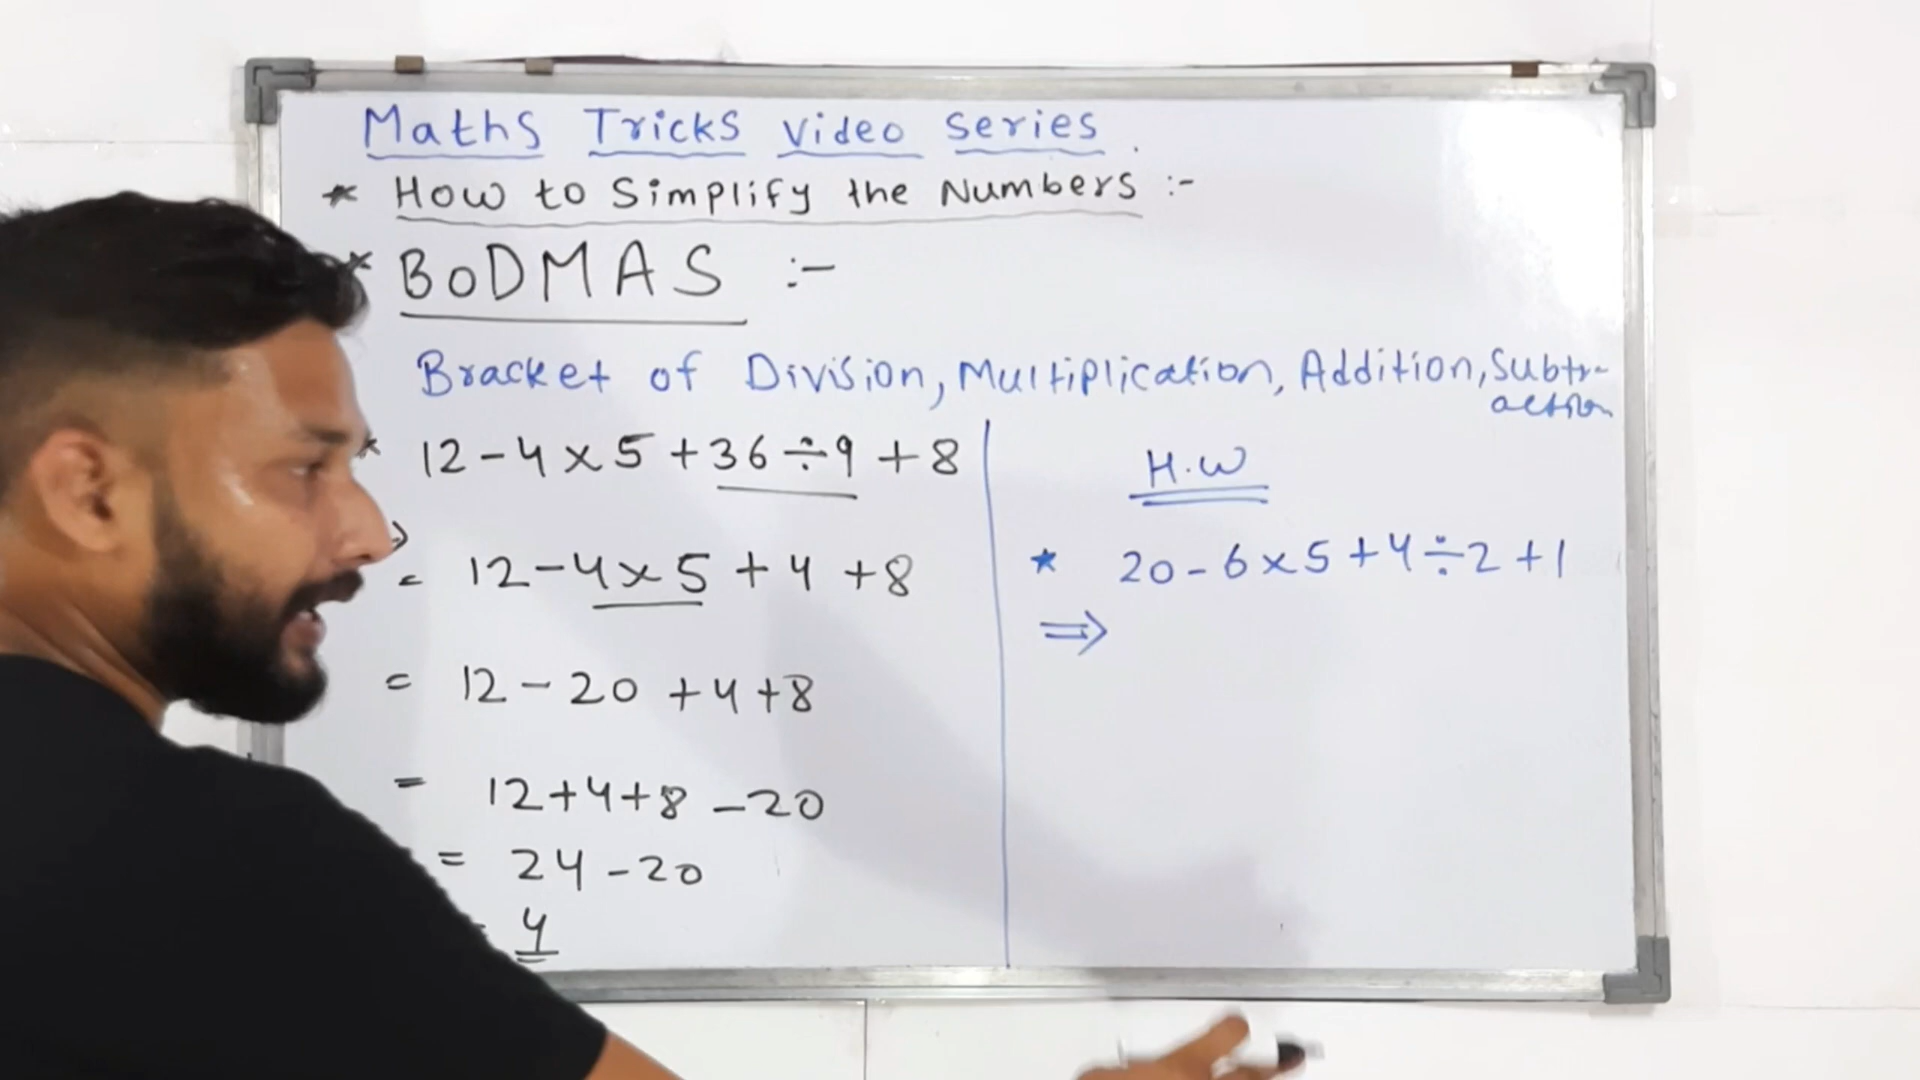 Maths Tricks video series.
* How to Simplify the Numbers :-
* BODMAS :-
Bracket of Division, Multiplication, Addition, Subtr-
action
* 12-4×5+36÷9+8
= 12-4×5+4+8
= 12-20+4+8
= 12+4+8-20
= 24-20
= 4
H.W
* 20-6×5+4÷2+1
⇒